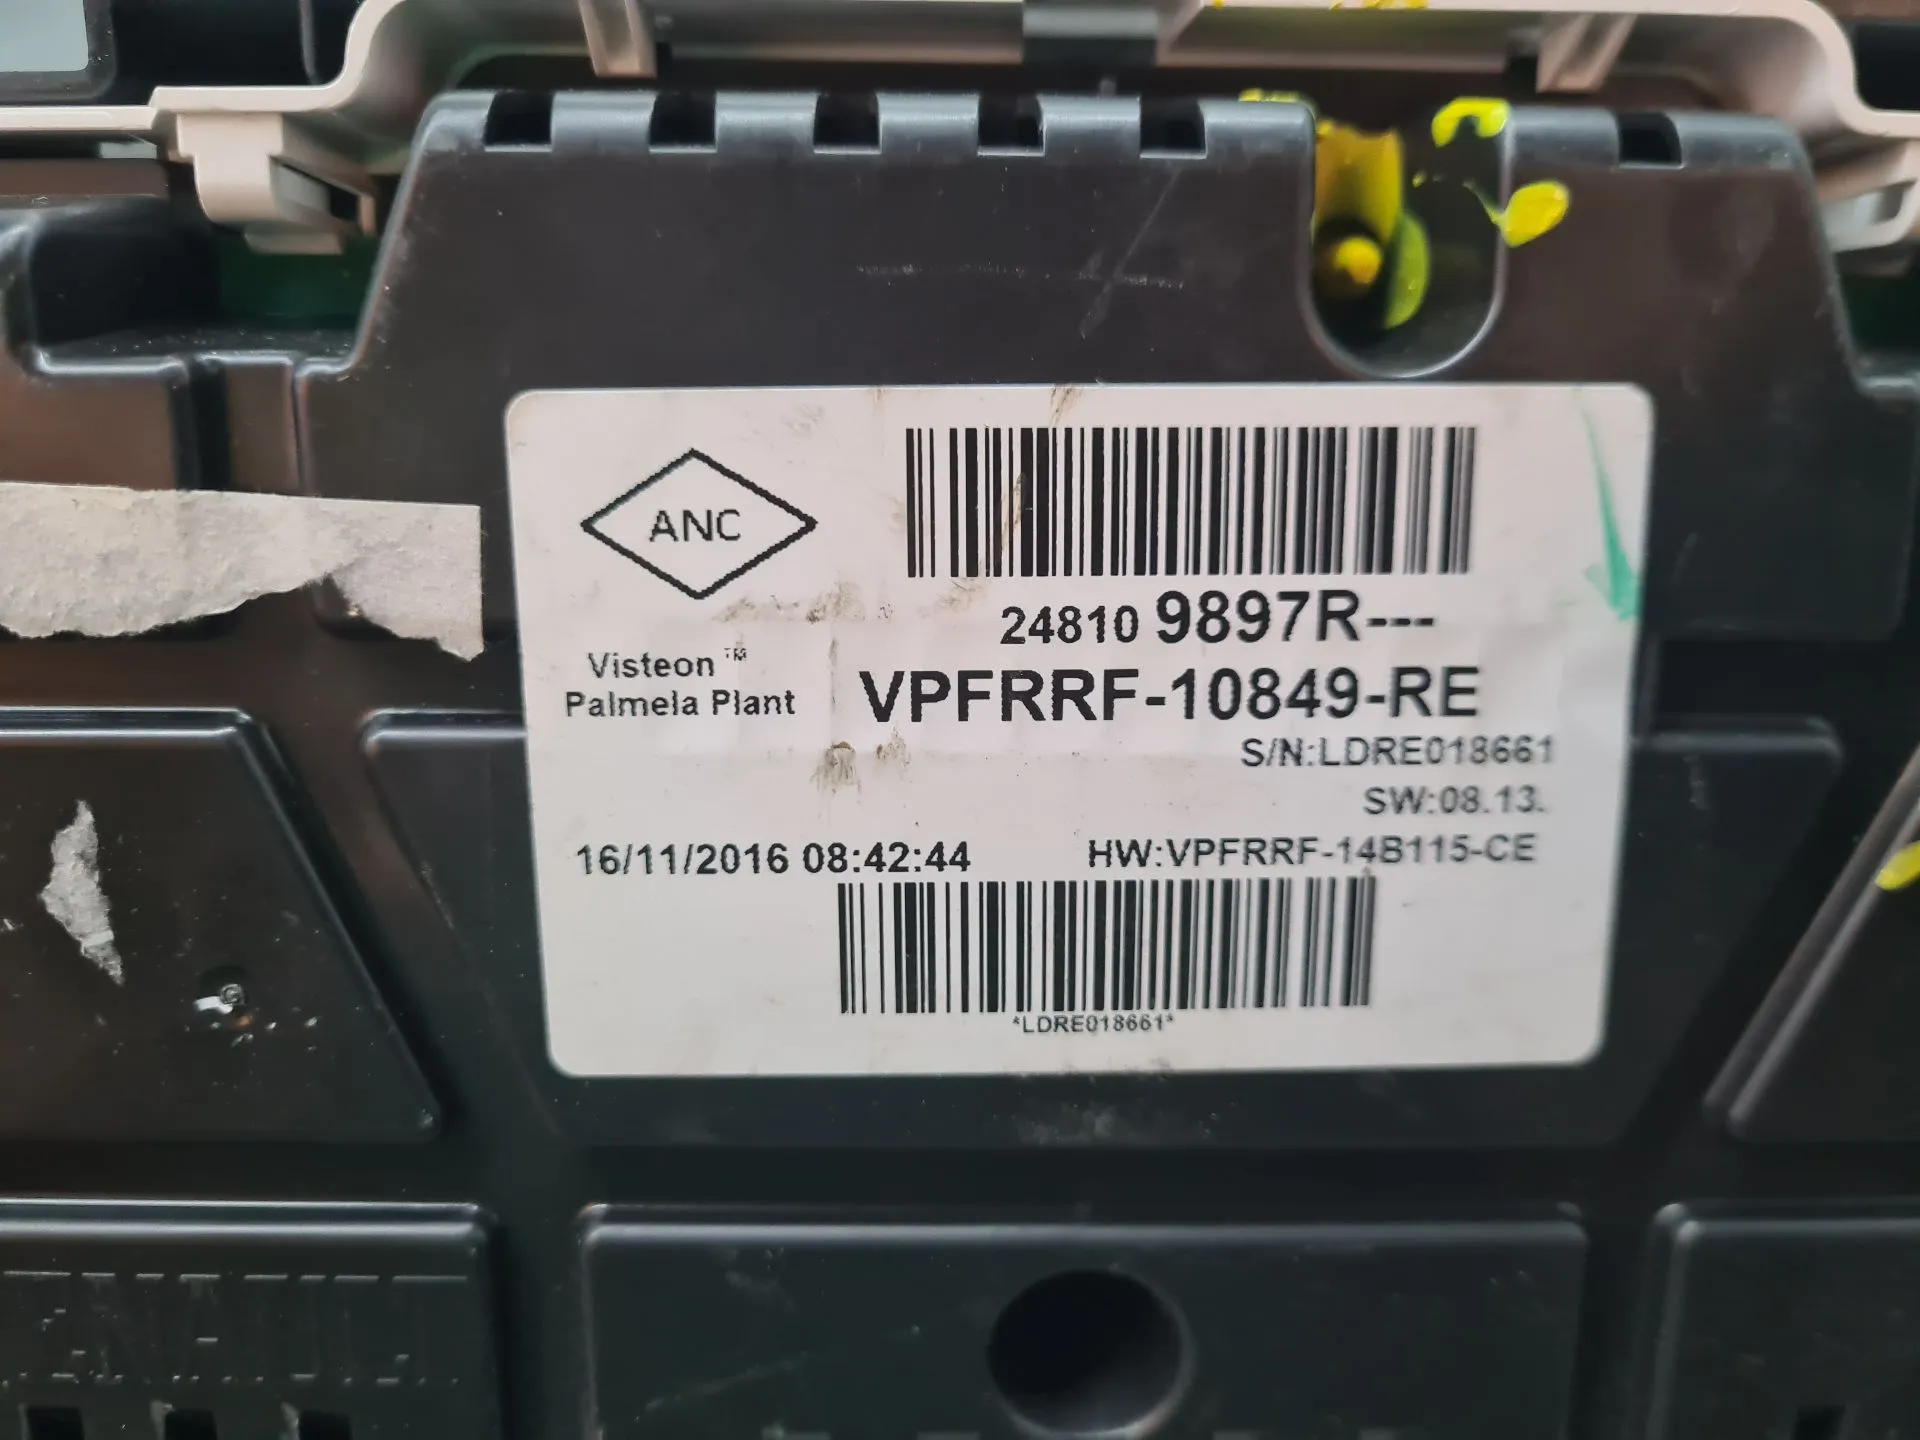 ANC
24810 9897R---
Visteon™
Palmela Plant
VPFRRF-10849-RE
S/N:LDRE018661
SW:08.13.
16/11/2016 08:42:44
HW:VPFRRF-14B115-CE
*LDRE018661*